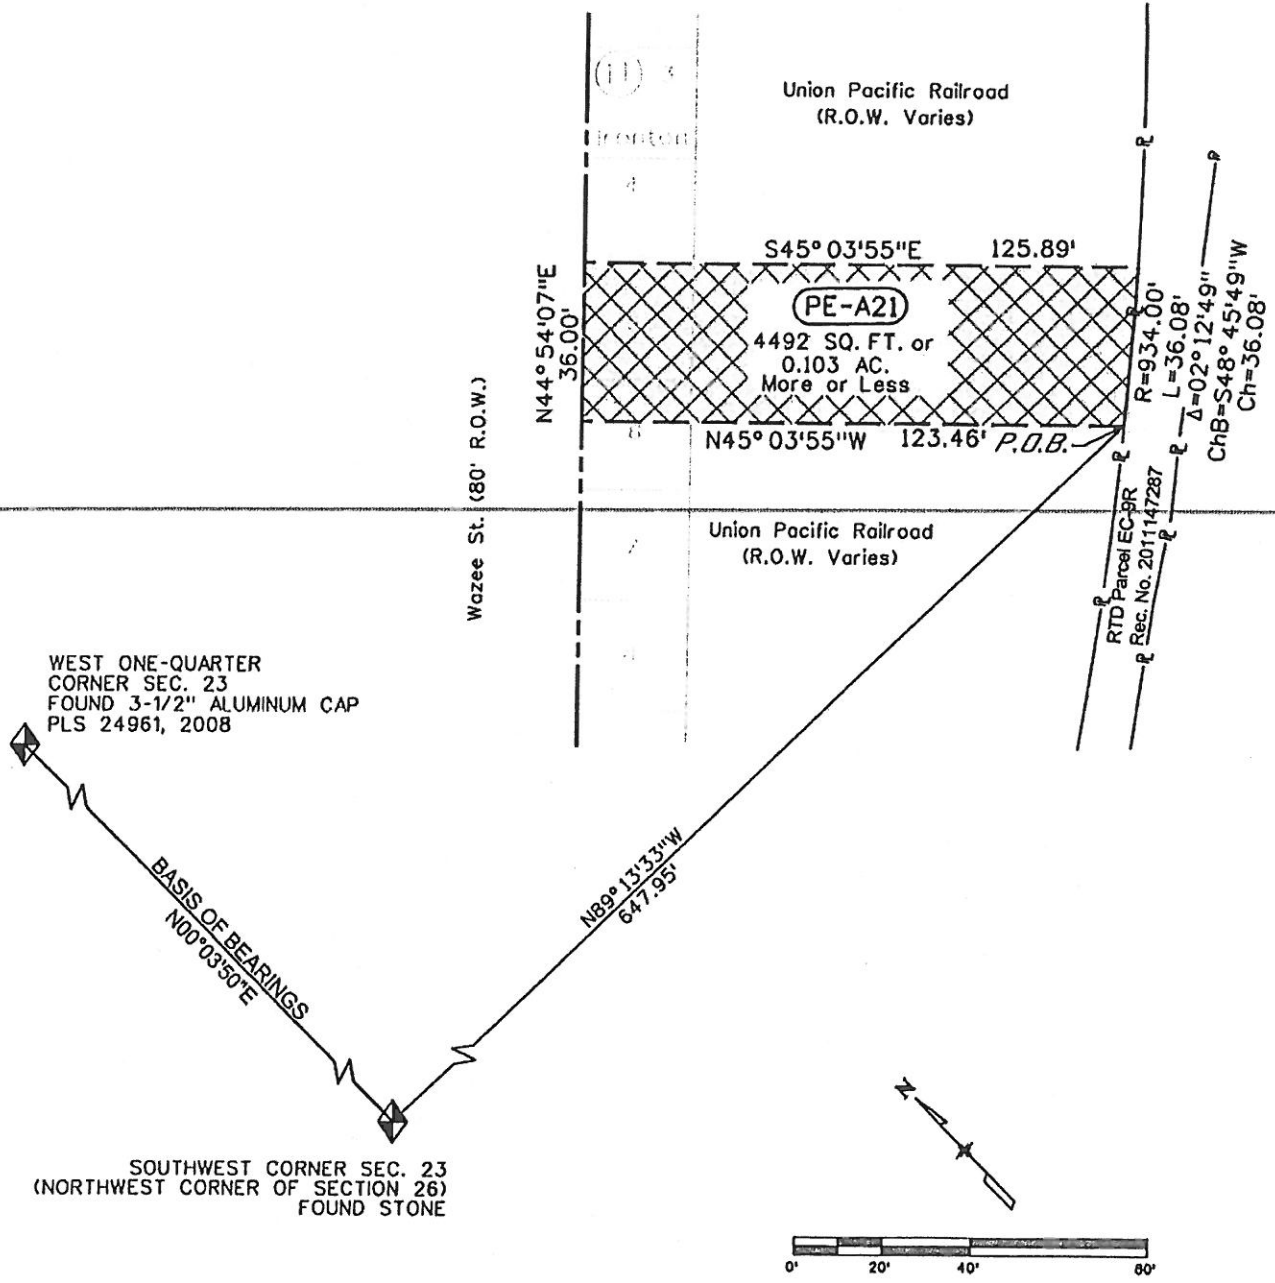 (11) 3
Ironton
4
Union Pacific Railroad
(R.O.W. Varies)
S45°03'55"E 125.89'
N44°54'07"E
36.00'
PE-A21
4492 SQ. FT. or
0.103 AC.
More or Less
N45°03'55"W 123.46' P.O.B.
R=934.00'
L=36.08'
Δ=02°12'49"
ChB=S48°45'49"W
Ch=36.08'
Wazee St. (80' R.O.W.)
Union Pacific Railroad
(R.O.W. Varies)
7
RTD Parcel EC-9R
Rec. No. 2011147287
WEST ONE-QUARTER
CORNER SEC. 23
FOUND 3-1/2" ALUMINUM CAP
PLS 24961, 2008
BASIS OF BEARINGS
N00°03'50"E
N89°13'33"W
647.95'
SOUTHWEST CORNER SEC. 23
(NORTHWEST CORNER OF SECTION 26)
FOUND STONE
N
0' 20' 40' 80'